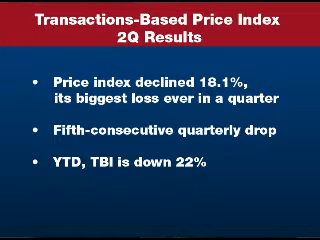 Transactions-Based Price Index
2Q Results
• Price index declined 18.1%,
its biggest loss ever in a quarter
• Fifth-consecutive quarterly drop
• YTD, TBI is down 22%